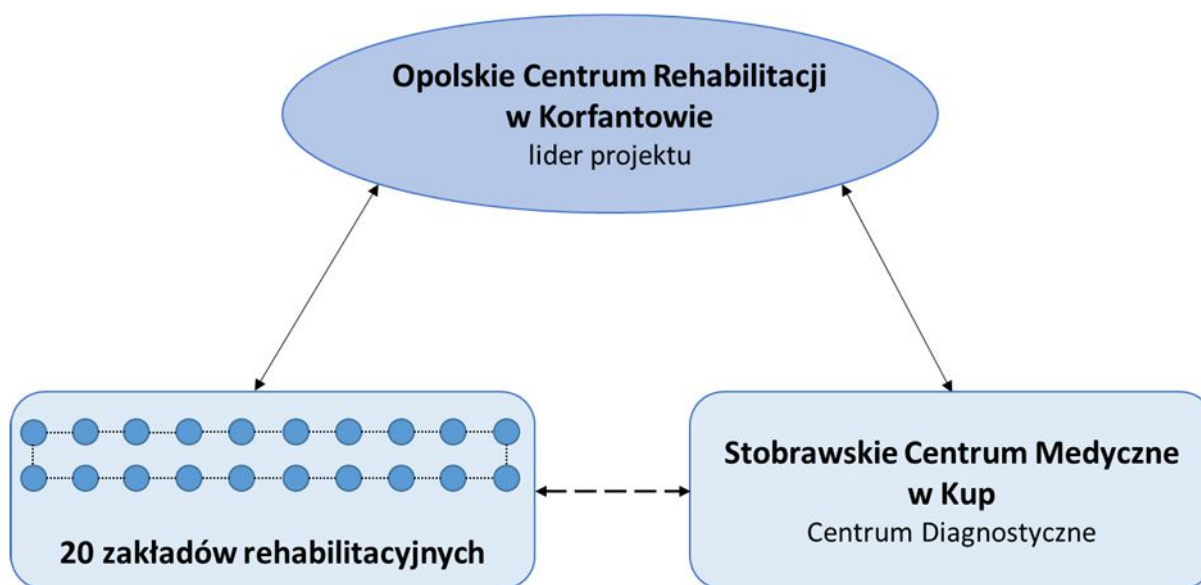 Opolskie Centrum Rehabilitacji
w Korfantowie
lider projektu
20 zakładów rehabilitacyjnych
Stobrawskie Centrum Medyczne
w Kup
Centrum Diagnostyczne